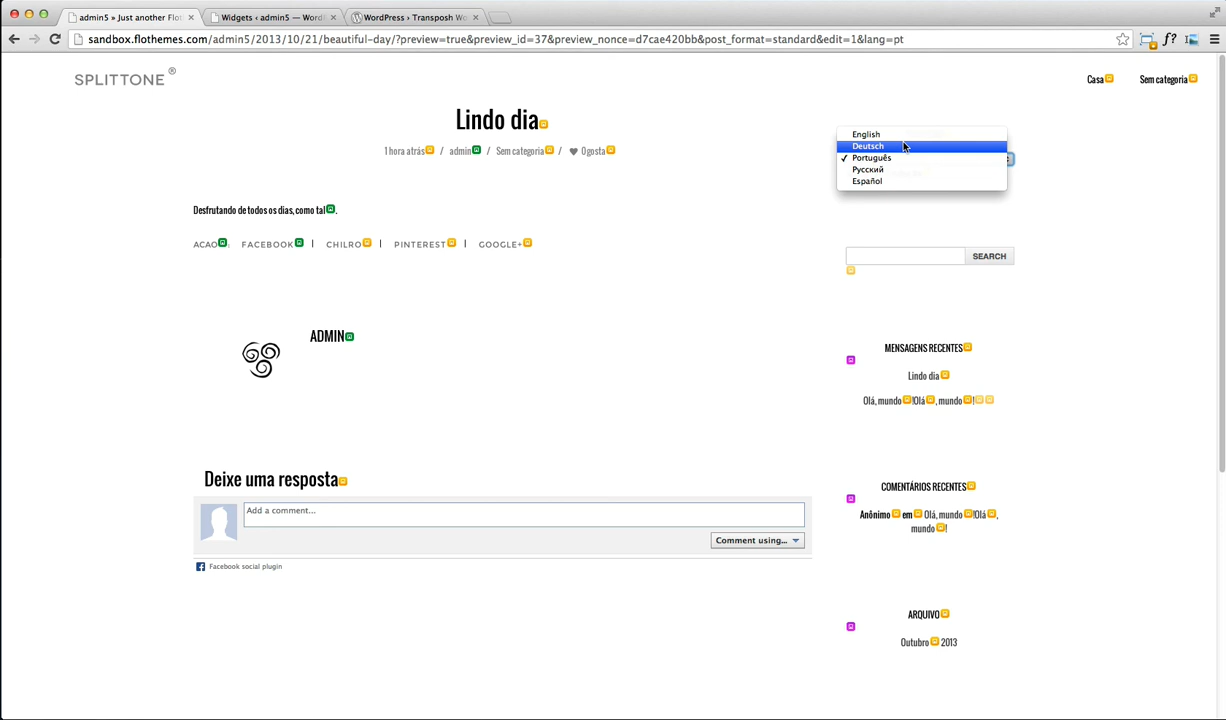 admin5 » Just another Flot
Widgets ‹ admin5 — Word
WordPress › Transposh Wo
sandbox.flothemes.com/admin5/2013/10/21/beautiful-day/?preview=true&preview_id=37&preview_nonce=d7cae420bb&post_format=standard&edit=1&lang=pt
f?
SPLITTONE ®
Casa
Sem categoria
Lindo dia
1 hora atrás / admin / Sem categoria / 0 gosta /
English
Deutsch
✓ Português
Русский
Español
Desfrutando de todos os dias, como tal.
ACAO. FACEBOOK | CHILRO | PINTEREST | GOOGLE+
SEARCH
ADMIN
MENSAGENS RECENTES
Lindo dia
Olá, mundo!Olá, mundo!
Deixe uma resposta
Add a comment...
Comment using...
Facebook social plugin
COMENTÁRIOS RECENTES
Anônimo em Olá, mundo!Olá,
mundo!
ARQUIVO
Outubro 2013